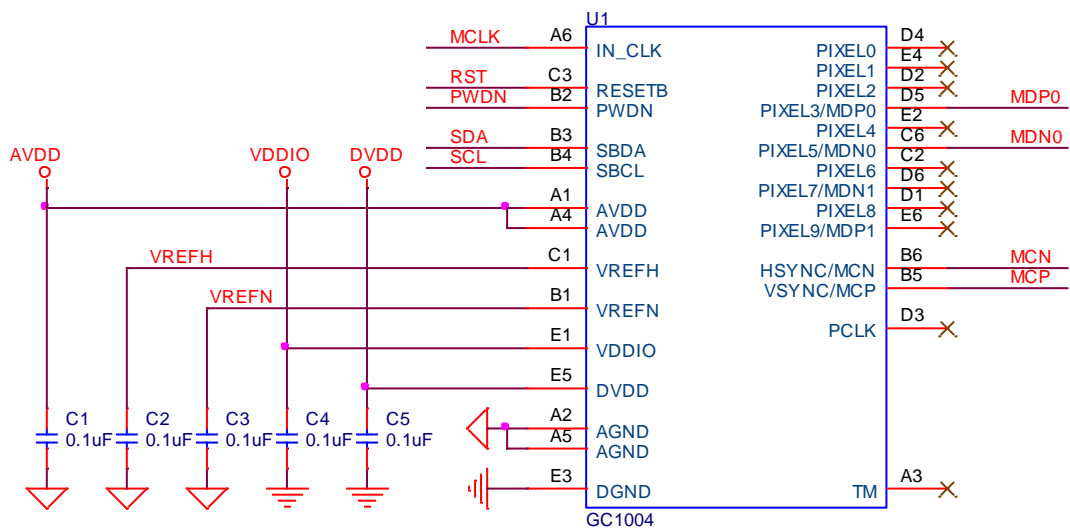 U1
MCLK A6 IN_CLK PIXEL0 D4
PIXEL1 E4
RST C3 RESETB PIXEL2 D2
PWDN B2 PWDN PIXEL3/MDP0 D5 MDP0
PIXEL4 E2
SDA B3 SBDA PIXEL5/MDN0 C6 MDN0
SCL B4 SBCL PIXEL6 C2
AVDD VDDIO DVDD
PIXEL7/MDN1 D6
A1 AVDD PIXEL8 D1
A4 AVDD PIXEL9/MDP1 E6
VREFH C1 VREFH HSYNC/MCN B6 MCN
VSYNC/MCP B5 MCP
VREFN B1 VREFN
PCLK D3
E1 VDDIO
E5 DVDD
C1 C2 C3 C4 C5
0.1uF 0.1uF 0.1uF 0.1uF 0.1uF
A2 AGND
A5 AGND
E3 DGND TM A3
GC1004